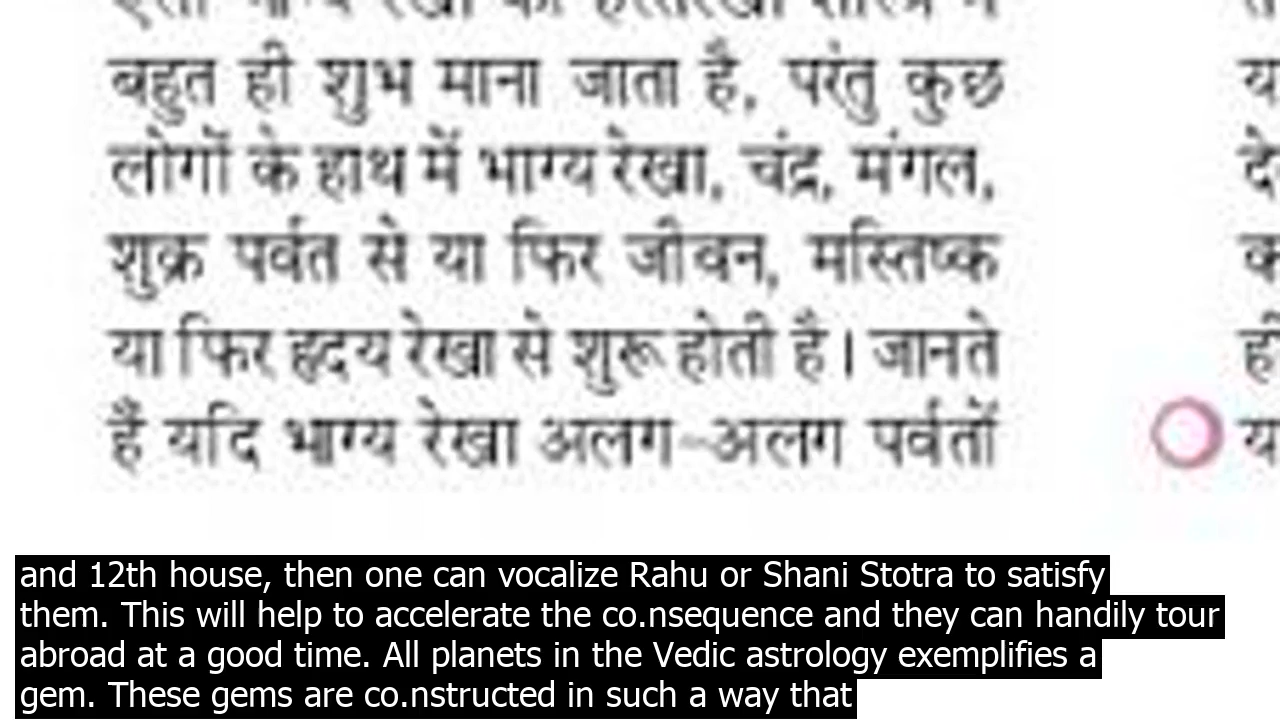 बहुत ही शुभ माना जाता है, परंतु कुछ
लोगों के हाथ में भाग्य रेखा, चंद्र, मंगल,
शुक्र पर्वत से या फिर जीवन, मस्तिष्क
या फिर हृदय रेखा से शुरू होती है। जानते
हैं यदि भाग्य रेखा अलग-अलग पर्वतों
and 12th house, then one can vocalize Rahu or Shani Stotra to satisfy
them. This will help to accelerate the co.nsequence and they can handily tour
abroad at a good time. All planets in the Vedic astrology exemplifies a
gem. These gems are co.nstructed in such a way that